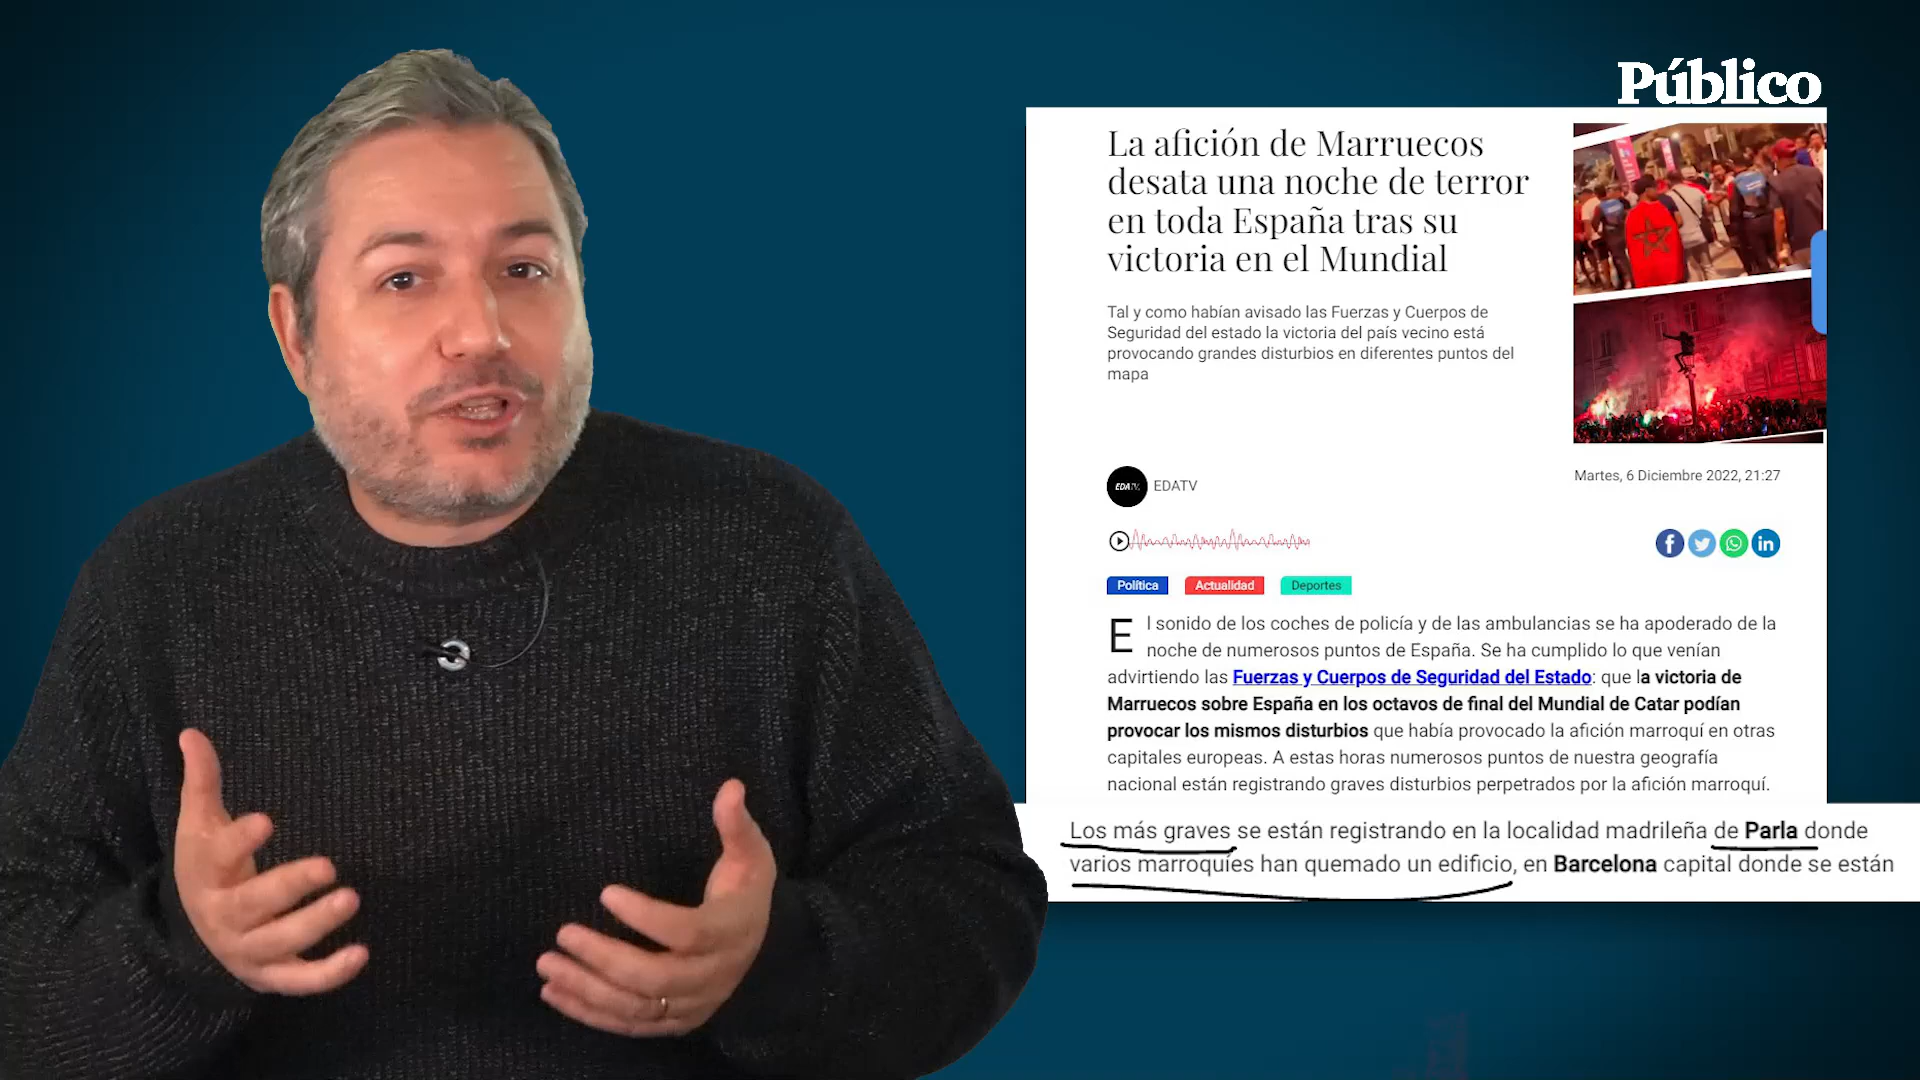 Público
La afición de Marruecos
desata una noche de terror
en toda España tras su
victoria en el Mundial
Tal y como habían avisado las Fuerzas y Cuerpos de
Seguridad del estado la victoria del país vecino está
provocando grandes disturbios en diferentes puntos del
mapa
EDATV.
EDATV
Martes, 6 Diciembre 2022, 21:27
Política
Actualidad
Deportes
El sonido de los coches de policía y de las ambulancias se ha apoderado de la
noche de numerosos puntos de España. Se ha cumplido lo que venían
advirtiendo las Fuerzas y Cuerpos de Seguridad del Estado: que la victoria de
Marruecos sobre España en los octavos de final del Mundial de Catar podían
provocar los mismos disturbios que había provocado la afición marroquí en otras
capitales europeas. A estas horas numerosos puntos de nuestra geografía
nacional están registrando graves disturbios perpetrados por la afición marroquí.
Los más graves se están registrando en la localidad madrileña de Parla donde
varios marroquíes han quemado un edificio, en Barcelona capital donde se están